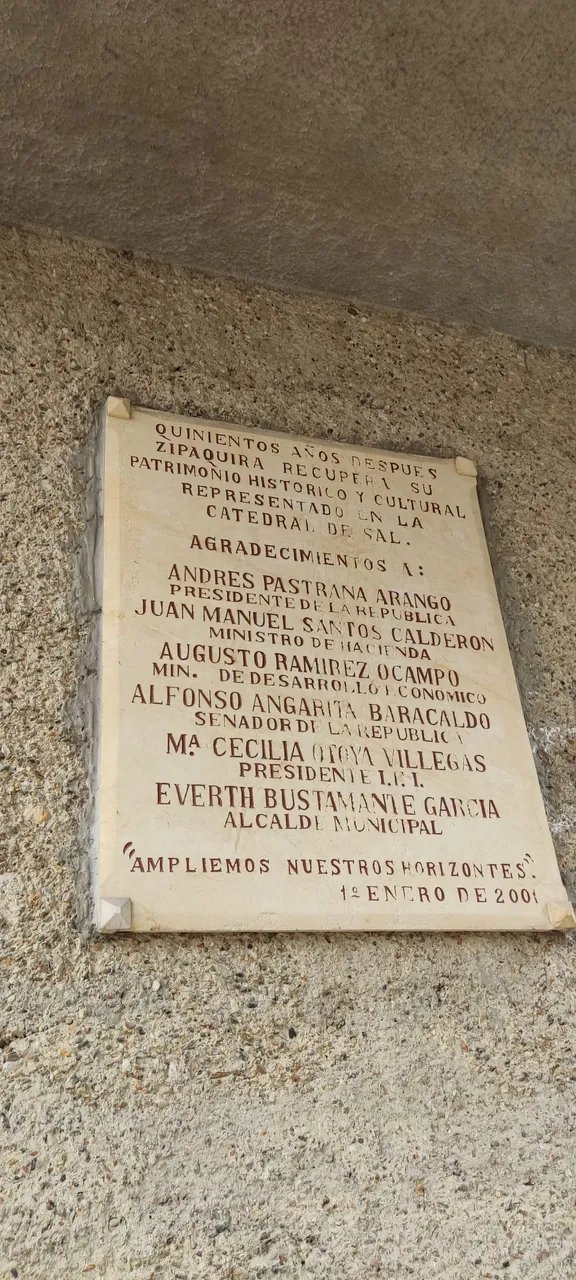 QUINIENTOS AÑOS DESPUES
ZIPAQUIRA RECUPERA SU
PATRIMONIO HISTORICO Y CULTURAL
REPRESENTADO EN LA
CATEDRAL DE SAL.
AGRADECIMIENTOS A:
ANDRES PASTRANA ARANGO
PRESIDENTE DE LA REPUBLICA
JUAN MANUEL SANTOS CALDERON
MINISTRO DE HACIENDA
AUGUSTO RAMIREZ OCAMPO
MIN. DE DESARROLLO ECONOMICO
ALFONSO ANGARITA BARACALDO
SENADOR DE LA REPUBLICA
Mª CECILIA OTOYA VILLEGAS
PRESIDENTE I.F.I.
EVERTH BUSTAMANTE GARCIA
ALCALDE MUNICIPAL
"AMPLIEMOS NUESTROS HORIZONTES".
1º ENERO DE 2001